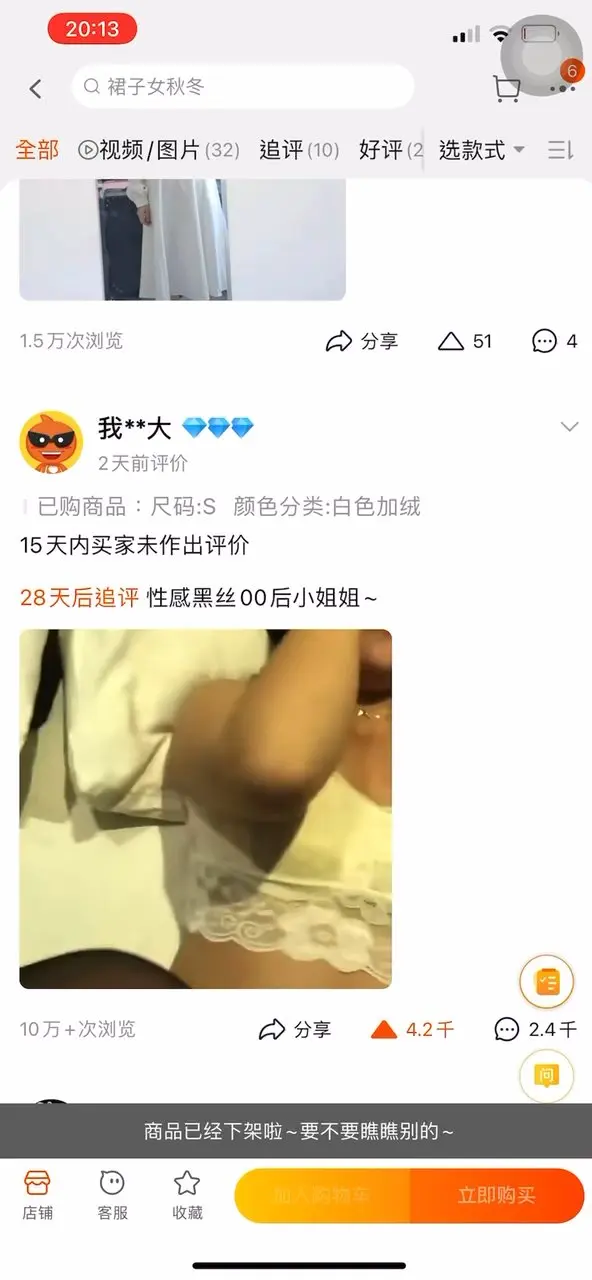 20:13
6
裙子女秋冬
全部 视频/图片(32) 追评(10) 好评(2 选款式
1.5万次浏览 分享 51 4
我**大
2天前评价
已购商品：尺码:S 颜色分类:白色加绒
15天内买家未作出评价
28天后追评 性感黑丝00后小姐姐~
10万+次浏览 分享 4.2千 2.4千
问
商品已经下架啦~要不要瞧瞧别的~
店铺 客服 收藏 加入购物车 立即购买